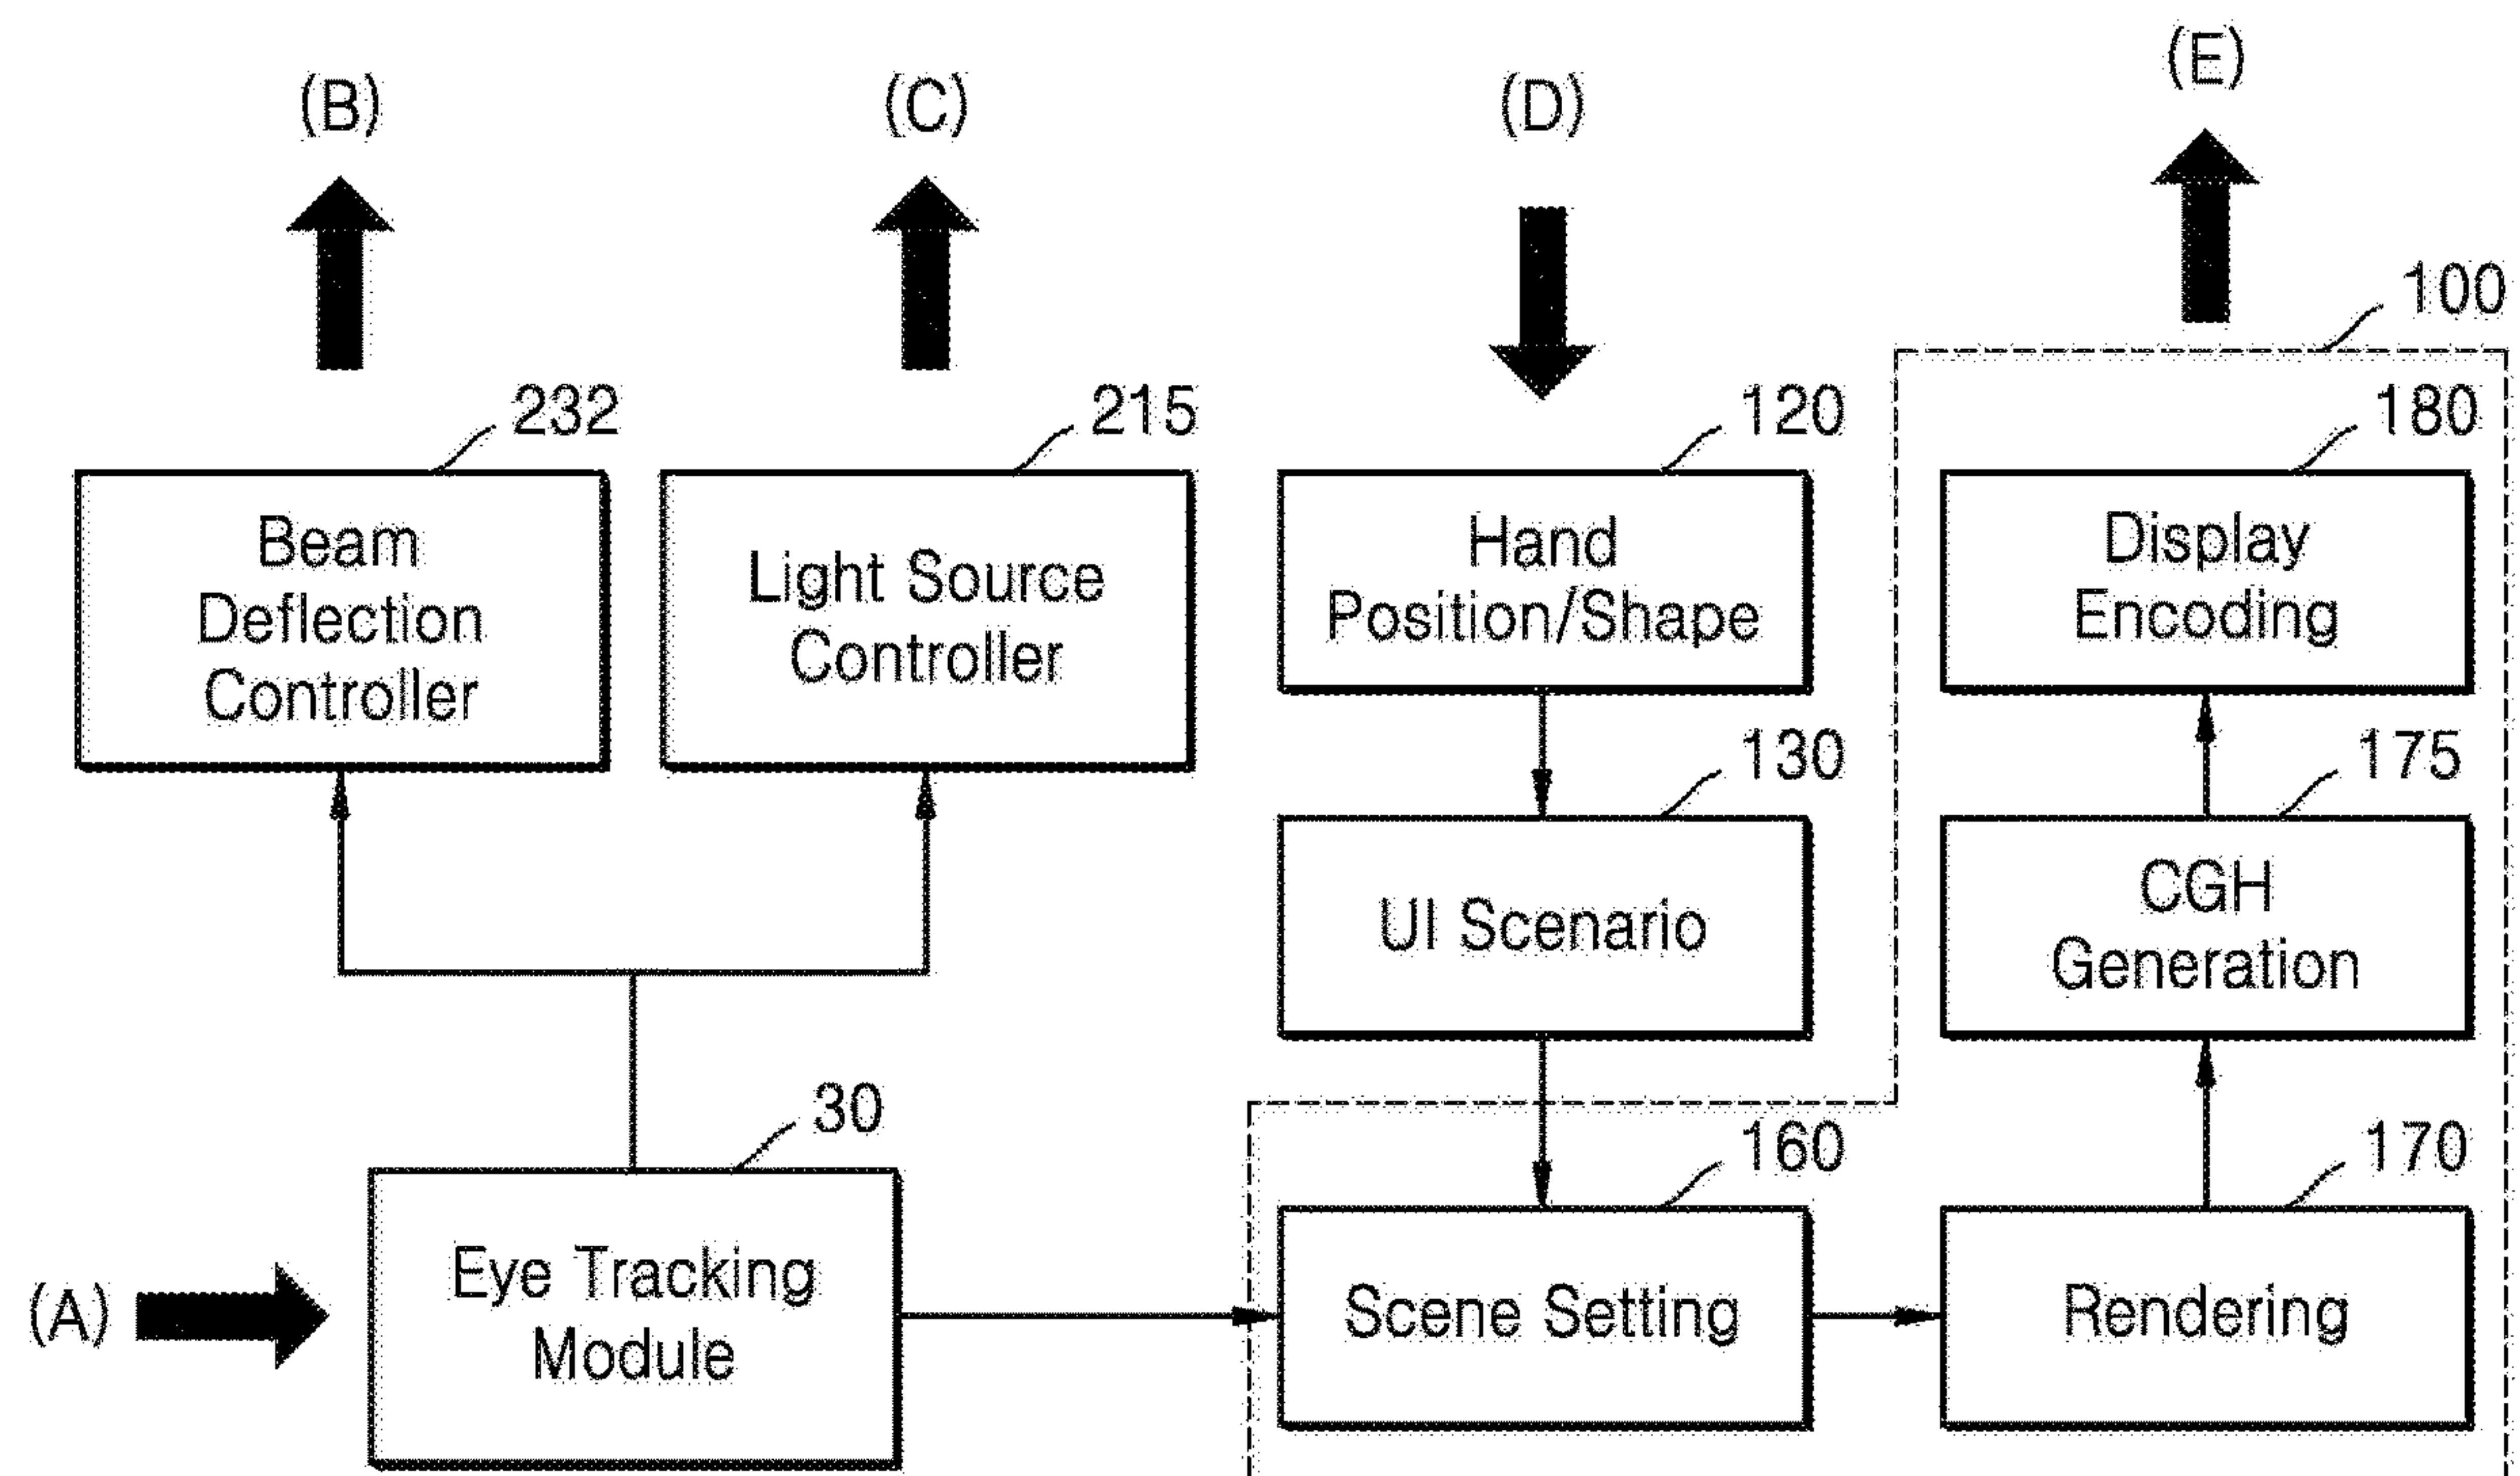 (B)
(C)
(D)
(E)
100
232
215
120
180
Beam
Deflection
Controller
Light Source
Controller
Hand
Position/Shape
Display
Encoding
130
175
UI Scenario
CGH
Generation
30
160
170
(A)
Eye Tracking
Module
Scene Setting
Rendering